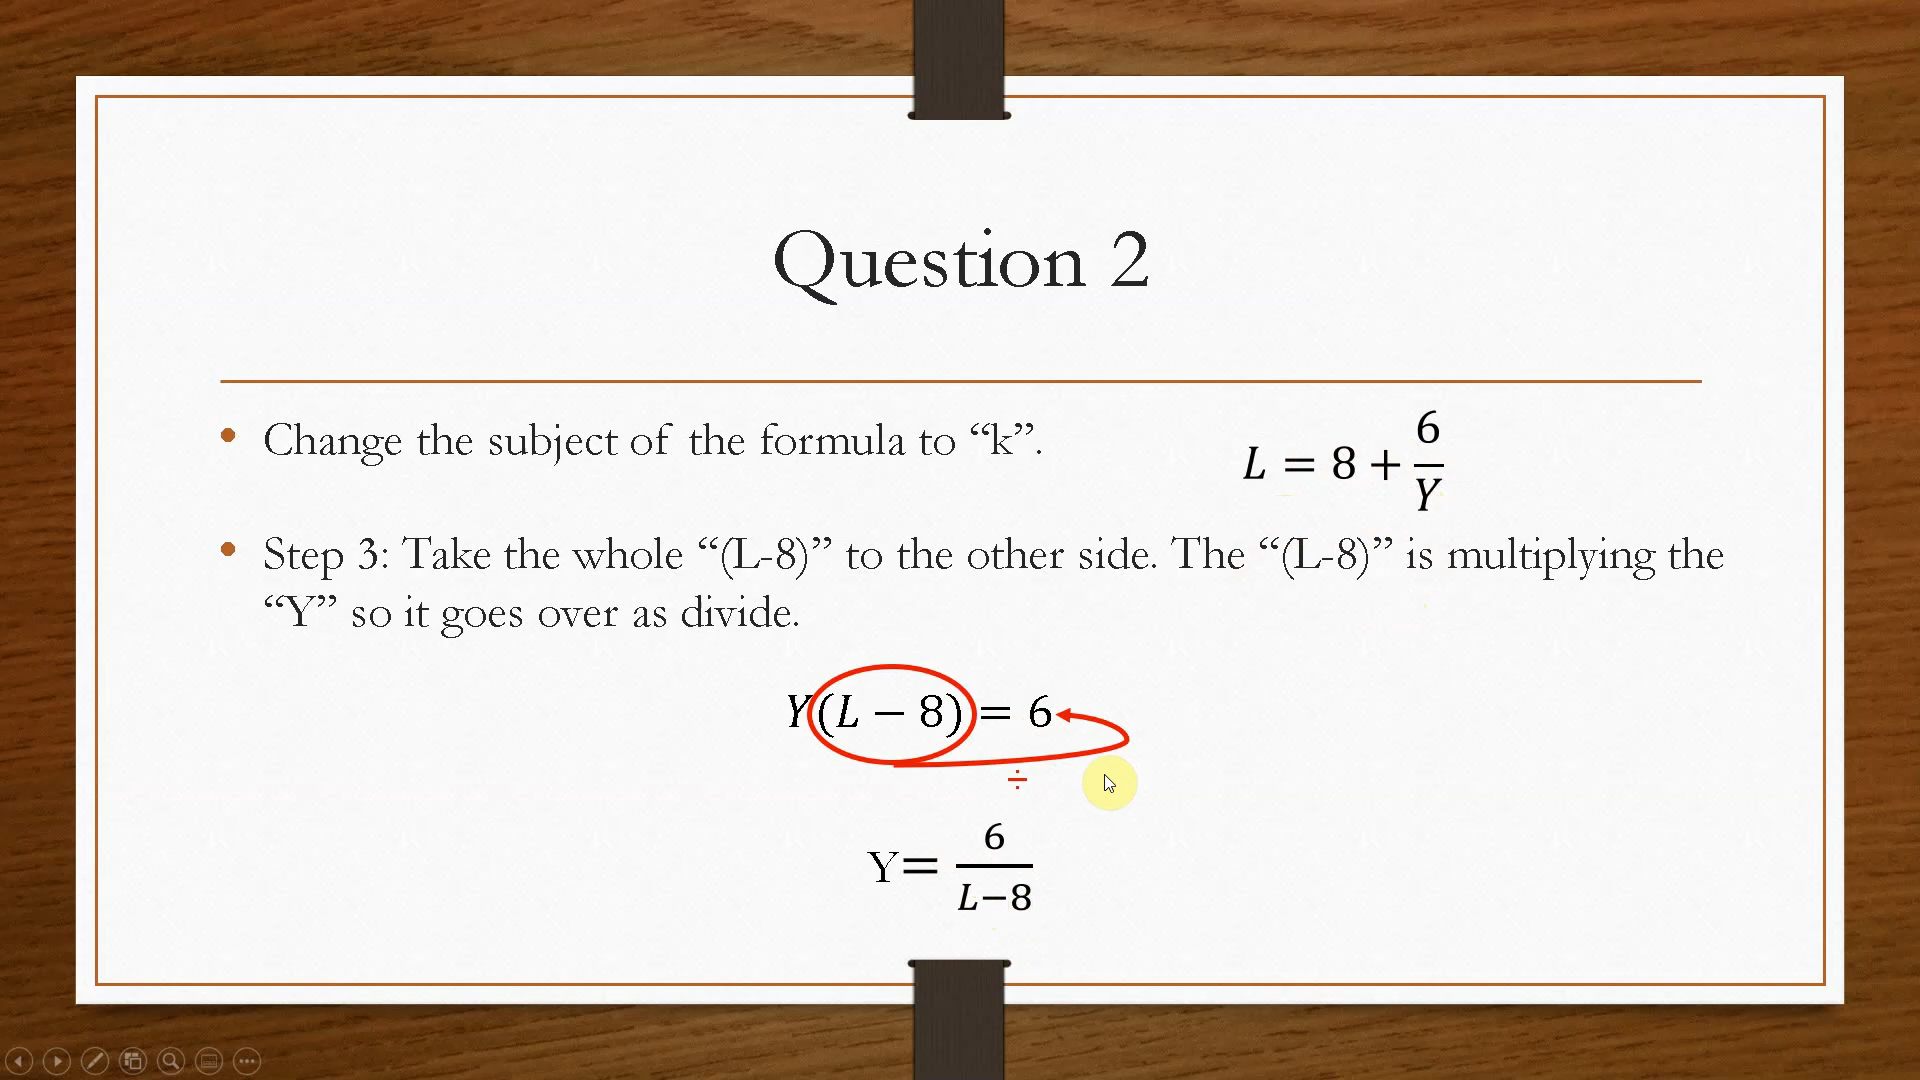 Question 2
• Change the subject of the formula to “k”.
L = 8 + 6/Y
• Step 3: Take the whole “(L-8)” to the other side. The “(L-8)” is multiplying the
“Y” so it goes over as divide.
Y(L − 8) = 6
÷
Y= 6/(L−8)